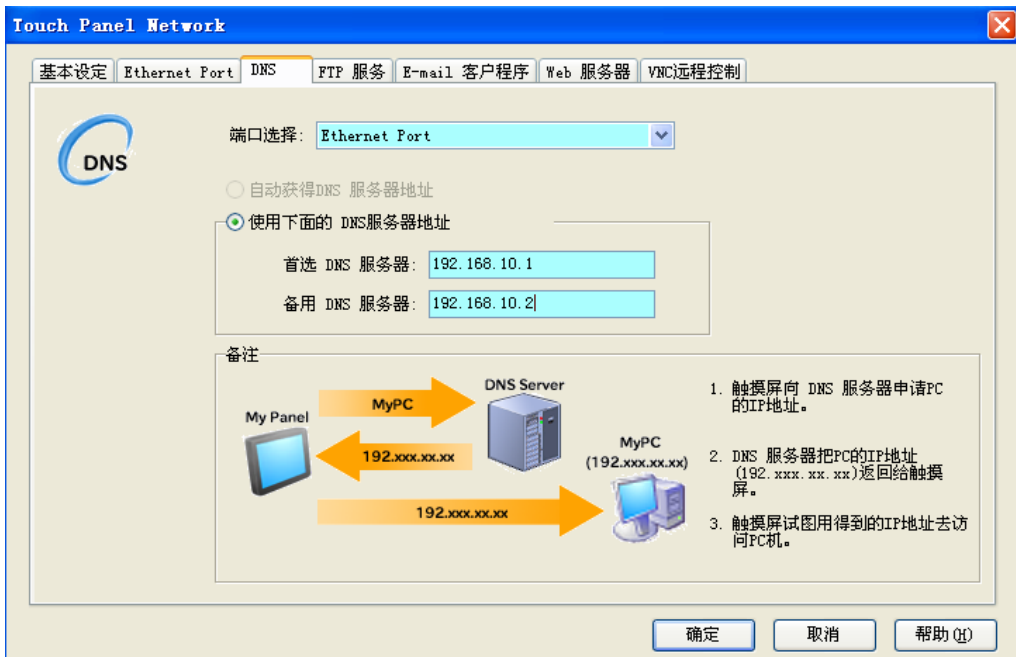 Touch Panel Network
基本设定 Ethernet Port DNS FTP 服务 E-mail 客户程序 Web 服务器 VNC远程控制
DNS
端口选择: Ethernet Port
自动获得DNS 服务器地址
使用下面的 DNS服务器地址
首选 DNS 服务器: 192.168.10.1
备用 DNS 服务器: 192.168.10.2
备注
My Panel
MyPC
192.xxx.xx.xx
192.xxx.xx.xx
DNS Server
MyPC
(192.xxx.xx.xx)
1. 触摸屏向 DNS 服务器申请PC
的IP地址。
2. DNS 服务器把PC的IP地址
(192.xxx.xx.xx)返回给触摸
屏。
3. 触摸屏试图用得到的IP地址去访
问PC机。
确定 取消 帮助(H)